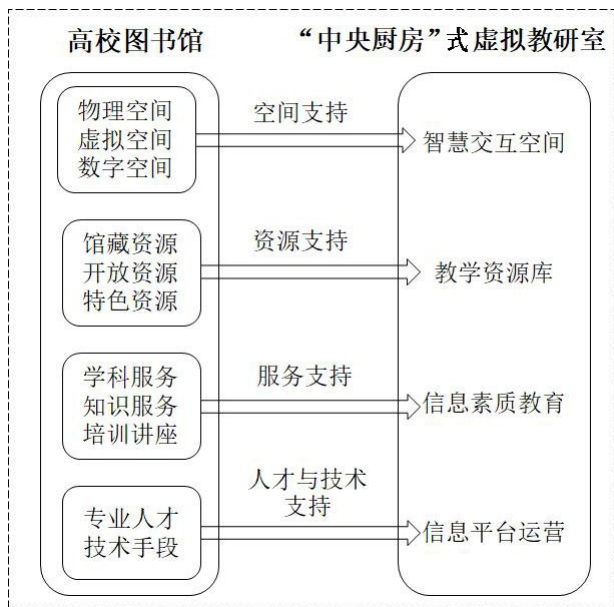 高校图书馆
“中央厨房”式虚拟教研室
物理空间
虚拟空间
数字空间
空间支持
智慧交互空间
馆藏资源
开放资源
特色资源
资源支持
教学资源库
学科服务
知识服务
培训讲座
服务支持
信息素质教育
专业人才
技术手段
人才与技术
支持
信息平台运营